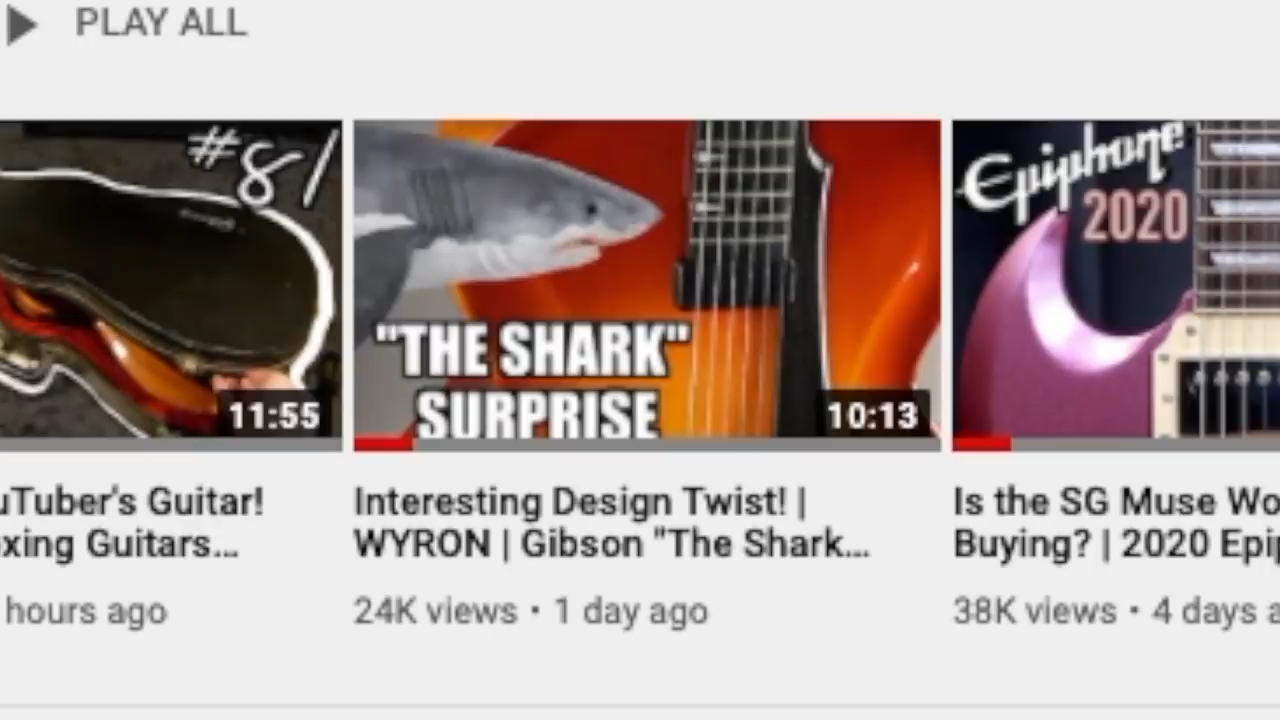 PLAY ALL
#81
11:55
uTuber's Guitar!
xing Guitars...
hours ago
"THE SHARK"
SURPRISE
10:13
Interesting Design Twist! |
WYRON | Gibson "The Shark...
24K views • 1 day ago
Epiphone
2020
Is the SG Muse Wo
Buying? | 2020 Epip
38K views • 4 days a